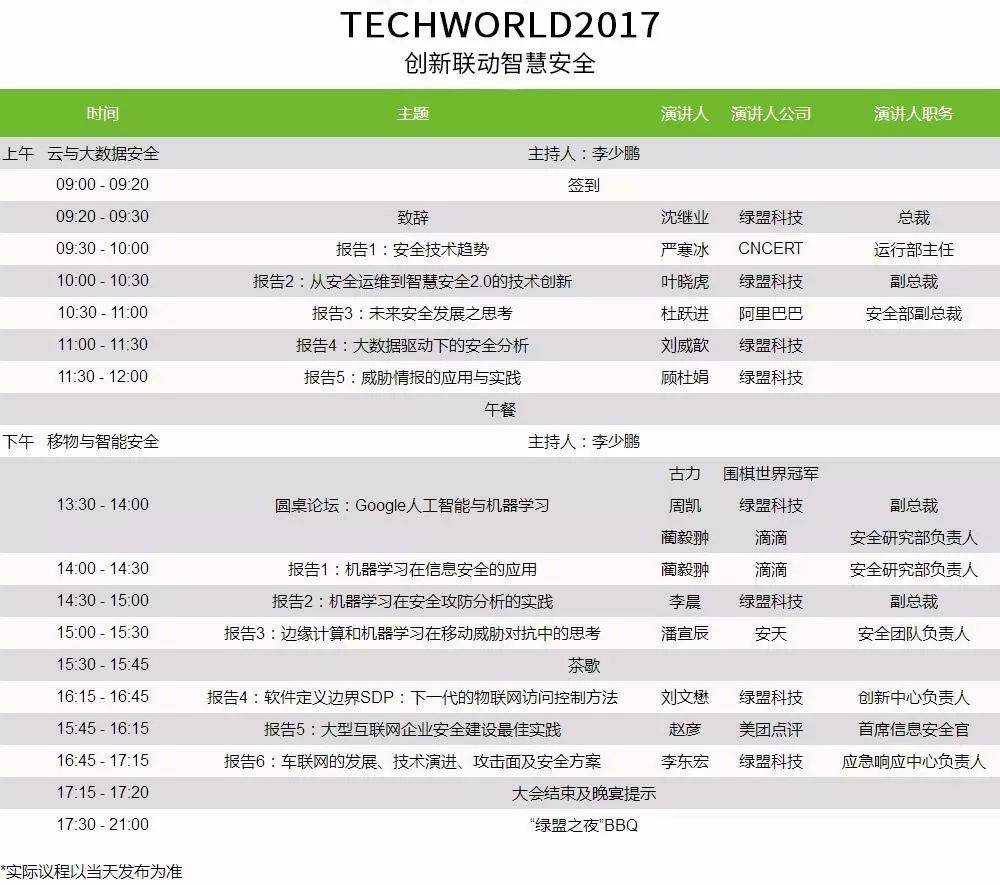 TECHWORLD2017
创新联动智慧安全
时间 主题 演讲人 演讲人公司 演讲人职务
上午 云与大数据安全 主持人：李少鹏
09:00 - 09:20 签到
09:20 - 09:30 致辞 沈继业 绿盟科技 总裁
09:30 - 10:00 报告1：安全技术趋势 严寒冰 CNCERT 运行部主任
10:00 - 10:30 报告2：从安全运维到智慧安全2.0的技术创新 叶晓虎 绿盟科技 副总裁
10:30 - 11:00 报告3：未来安全发展之思考 杜跃进 阿里巴巴 安全部副总裁
11:00 - 11:30 报告4：大数据驱动下的安全分析 刘威歆 绿盟科技
11:30 - 12:00 报告5：威胁情报的应用与实践 顾杜娟 绿盟科技
午餐
下午 移物与智能安全 主持人：李少鹏
古力 围棋世界冠军
13:30 - 14:00 圆桌论坛：Google人工智能与机器学习 周凯 绿盟科技 副总裁
蔺毅翀 滴滴 安全研究部负责人
14:00 - 14:30 报告1：机器学习在信息安全的应用 蔺毅翀 滴滴 安全研究部负责人
14:30 - 15:00 报告2：机器学习在安全攻防分析的实践 李晨 绿盟科技 副总裁
15:00 - 15:30 报告3：边缘计算和机器学习在移动威胁对抗中的思考 潘宣辰 安天 安全团队负责人
15:30 - 15:45 茶歇
16:15 - 16:45 报告4：软件定义边界SDP：下一代的物联网访问控制方法 刘文懋 绿盟科技 创新中心负责人
15:45 - 16:15 报告5：大型互联网企业安全建设最佳实践 赵彦 美团点评 首席信息安全官
16:45 - 17:15 报告6：车联网的发展、技术演进、攻击面及安全方案 李东宏 绿盟科技 应急响应中心负责人
17:15 - 17:20 大会结束及晚宴提示
17:30 - 21:00 “绿盟之夜”BBQ
*实际议程以当天发布为准